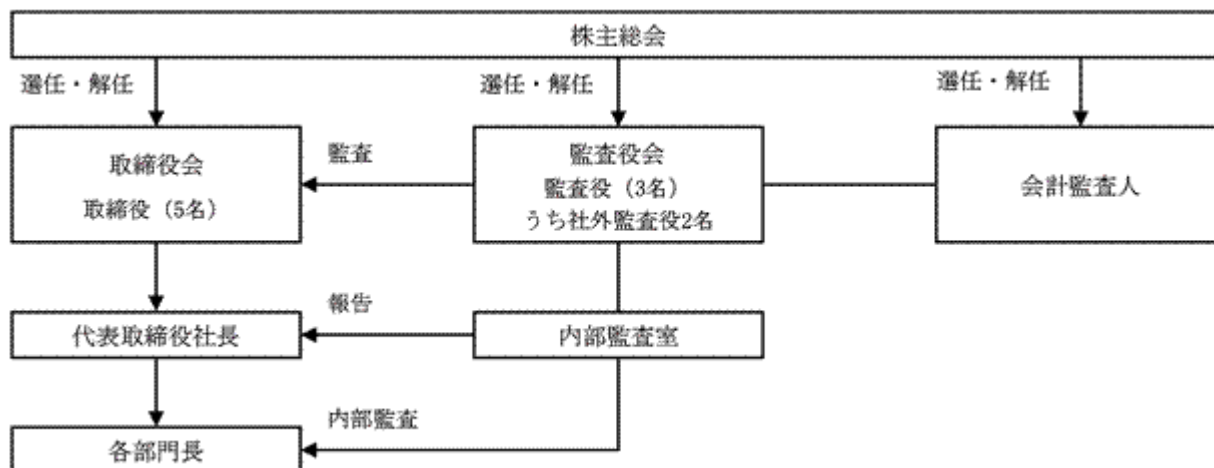 株主総会
選任・解任
選任・解任
選任・解任
取締役会
取締役（5名）
監査
監査役会
監査役（3名）
うち社外監査役2名
会計監査人
代表取締役社長
報告
内部監査室
内部監査
各部門長